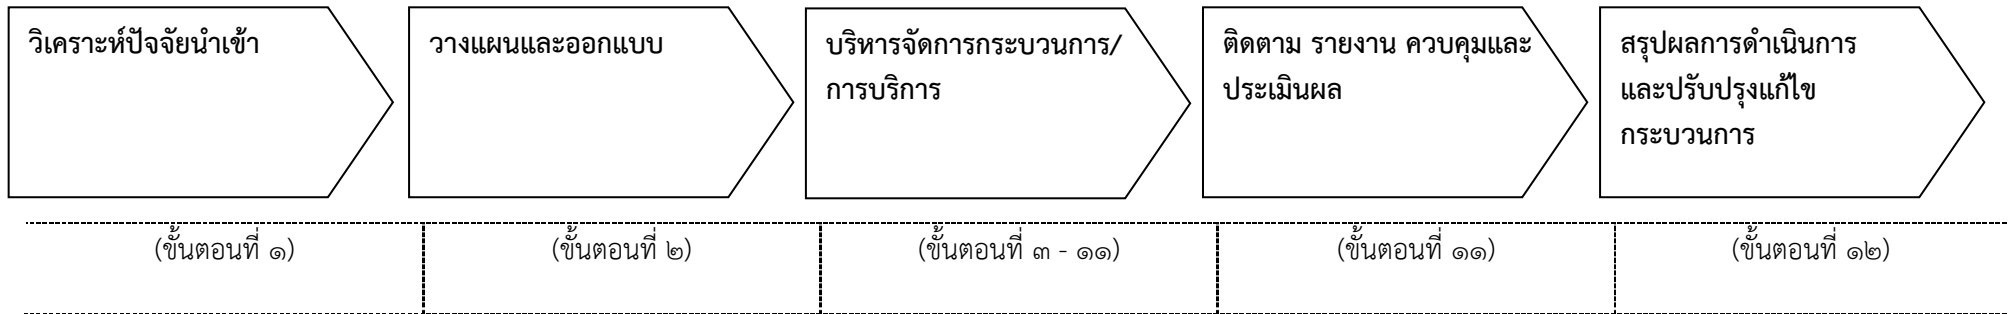 วิเคราะห์ปัจจัยนำเข้า
วางแผนและออกแบบ
บริหารจัดการกระบวนการ/
การบริการ
ติดตาม รายงาน ควบคุมและ
ประเมินผล
สรุปผลการดำเนินการ
และปรับปรุงแก้ไข
กระบวนการ
(ขั้นตอนที่ ๑)
(ขั้นตอนที่ ๒)
(ขั้นตอนที่ ๓ - ๑๑)
(ขั้นตอนที่ ๑๑)
(ขั้นตอนที่ ๑๒)